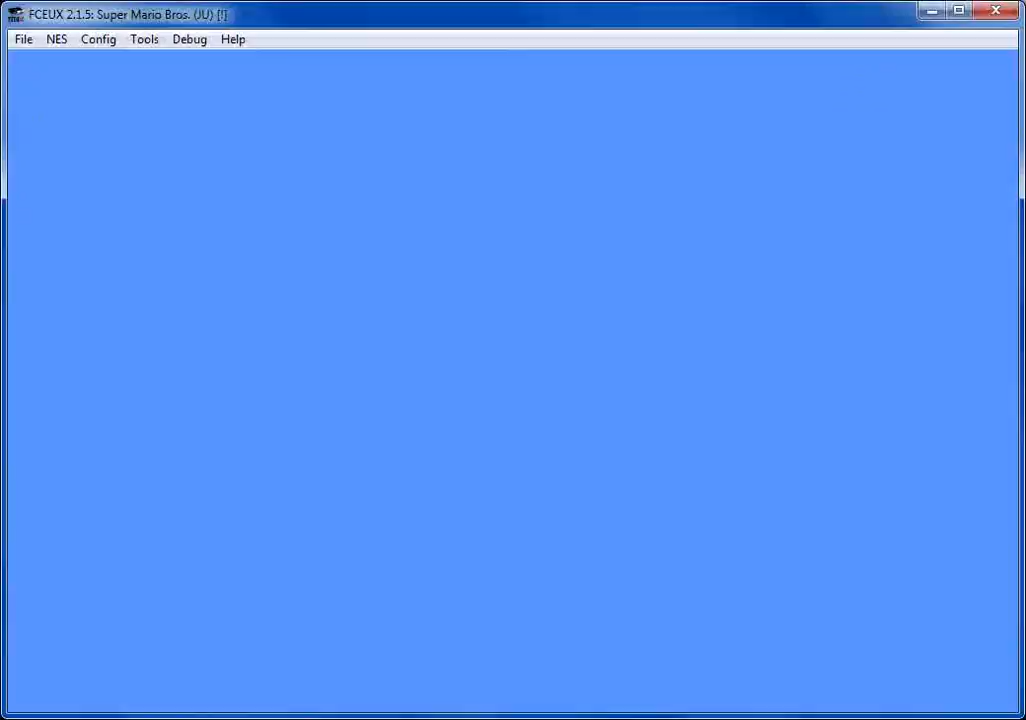 FCEUX 2.1.5: Super Mario Bros. (JU) [!]
File NES Config Tools Debug Help